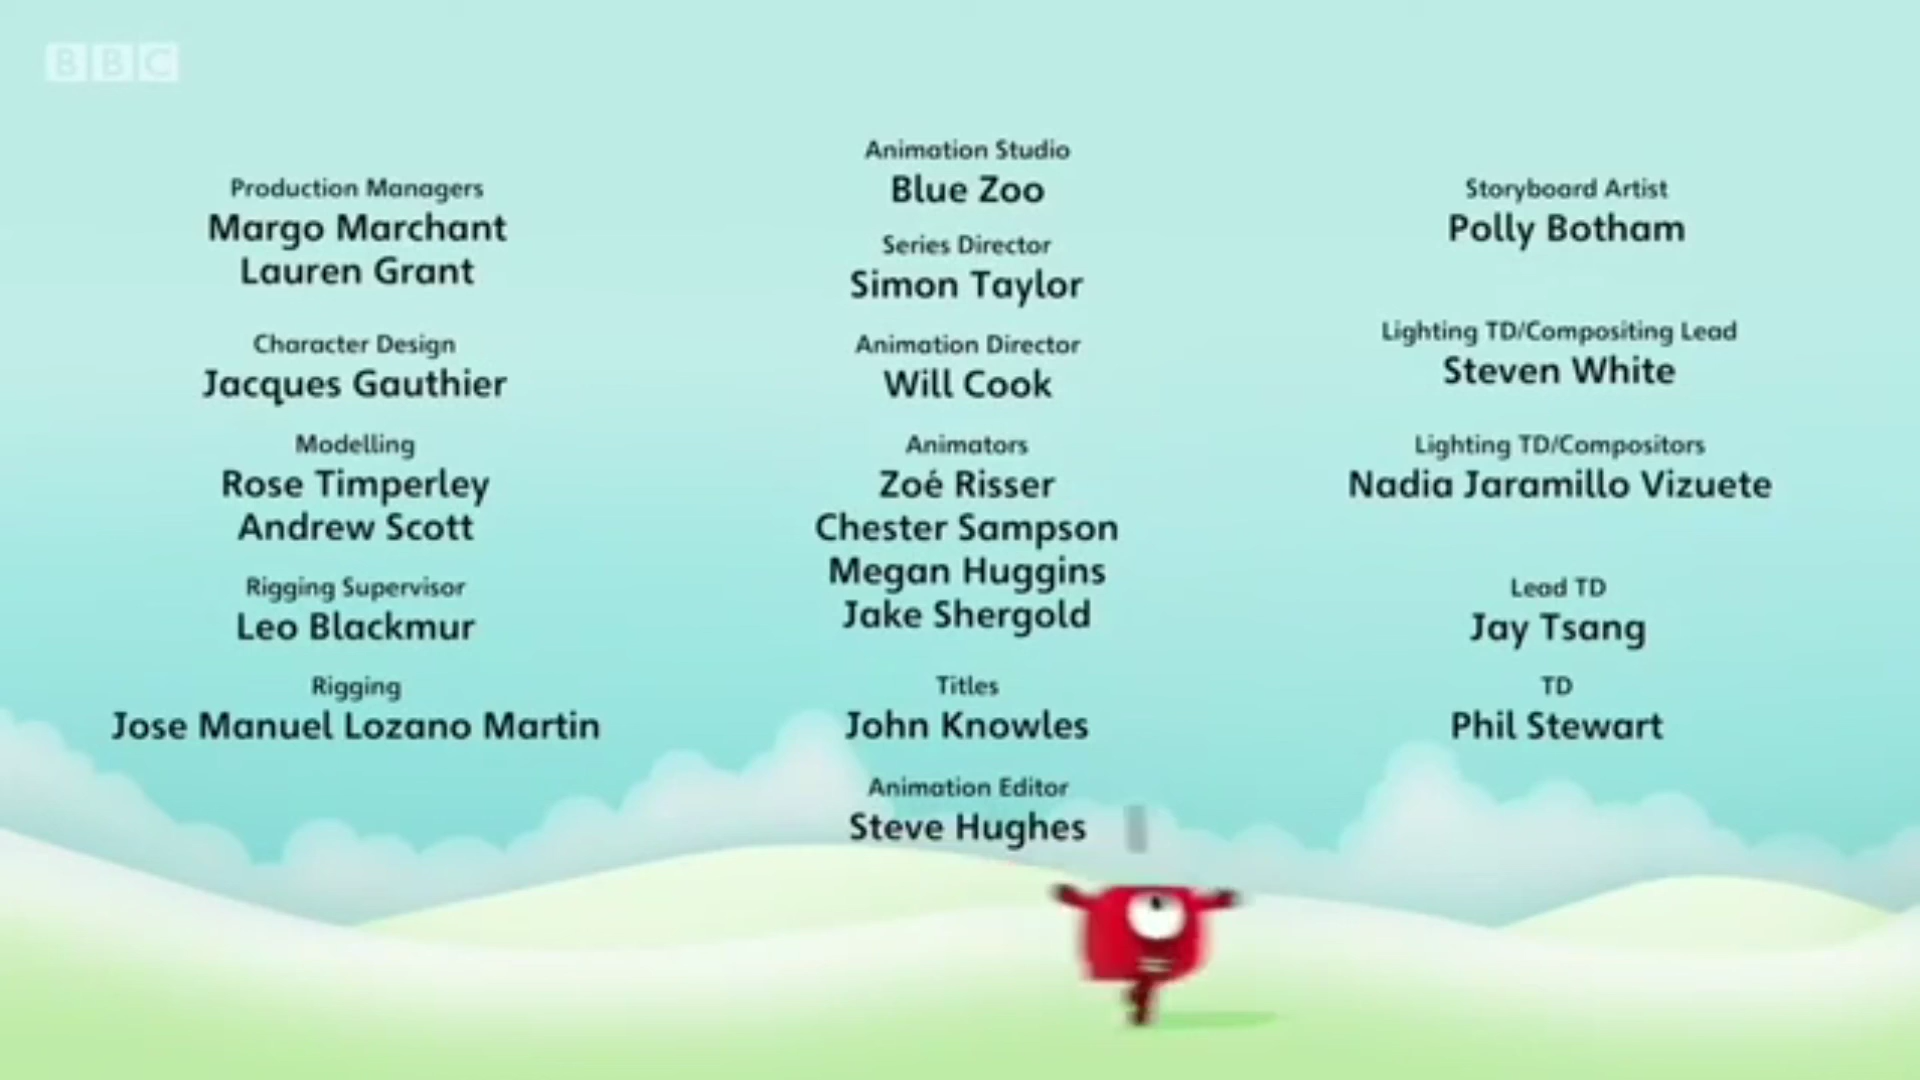 BBC
Production Managers
Margo Marchant
Lauren Grant
Character Design
Jacques Gauthier
Modelling
Rose Timperley
Andrew Scott
Rigging Supervisor
Leo Blackmur
Rigging
Jose Manuel Lozano Martin
Animation Studio
Blue Zoo
Series Director
Simon Taylor
Animation Director
Will Cook
Animators
Zoé Risser
Chester Sampson
Megan Huggins
Jake Shergold
Titles
John Knowles
Animation Editor
Steve Hughes
Storyboard Artist
Polly Botham
Lighting TD/Compositing Lead
Steven White
Lighting TD/Compositors
Nadia Jaramillo Vizuete
Lead TD
Jay Tsang
TD
Phil Stewart